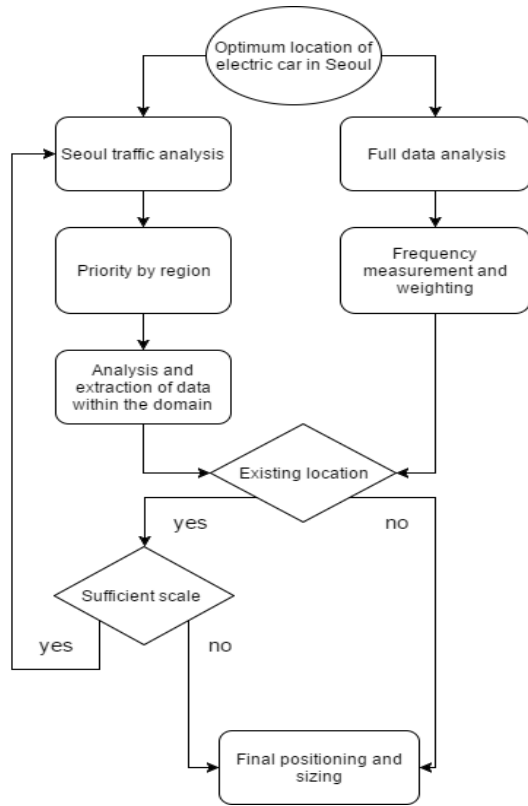 Optimum location of
electric car in Seoul
Seoul traffic analysis
Full data analysis
Priority by region
Frequency
measurement and
weighting
Analysis and
extraction of data
within the domain
Existing location
yes
no
Sufficient scale
yes
no
Final positioning and
sizing